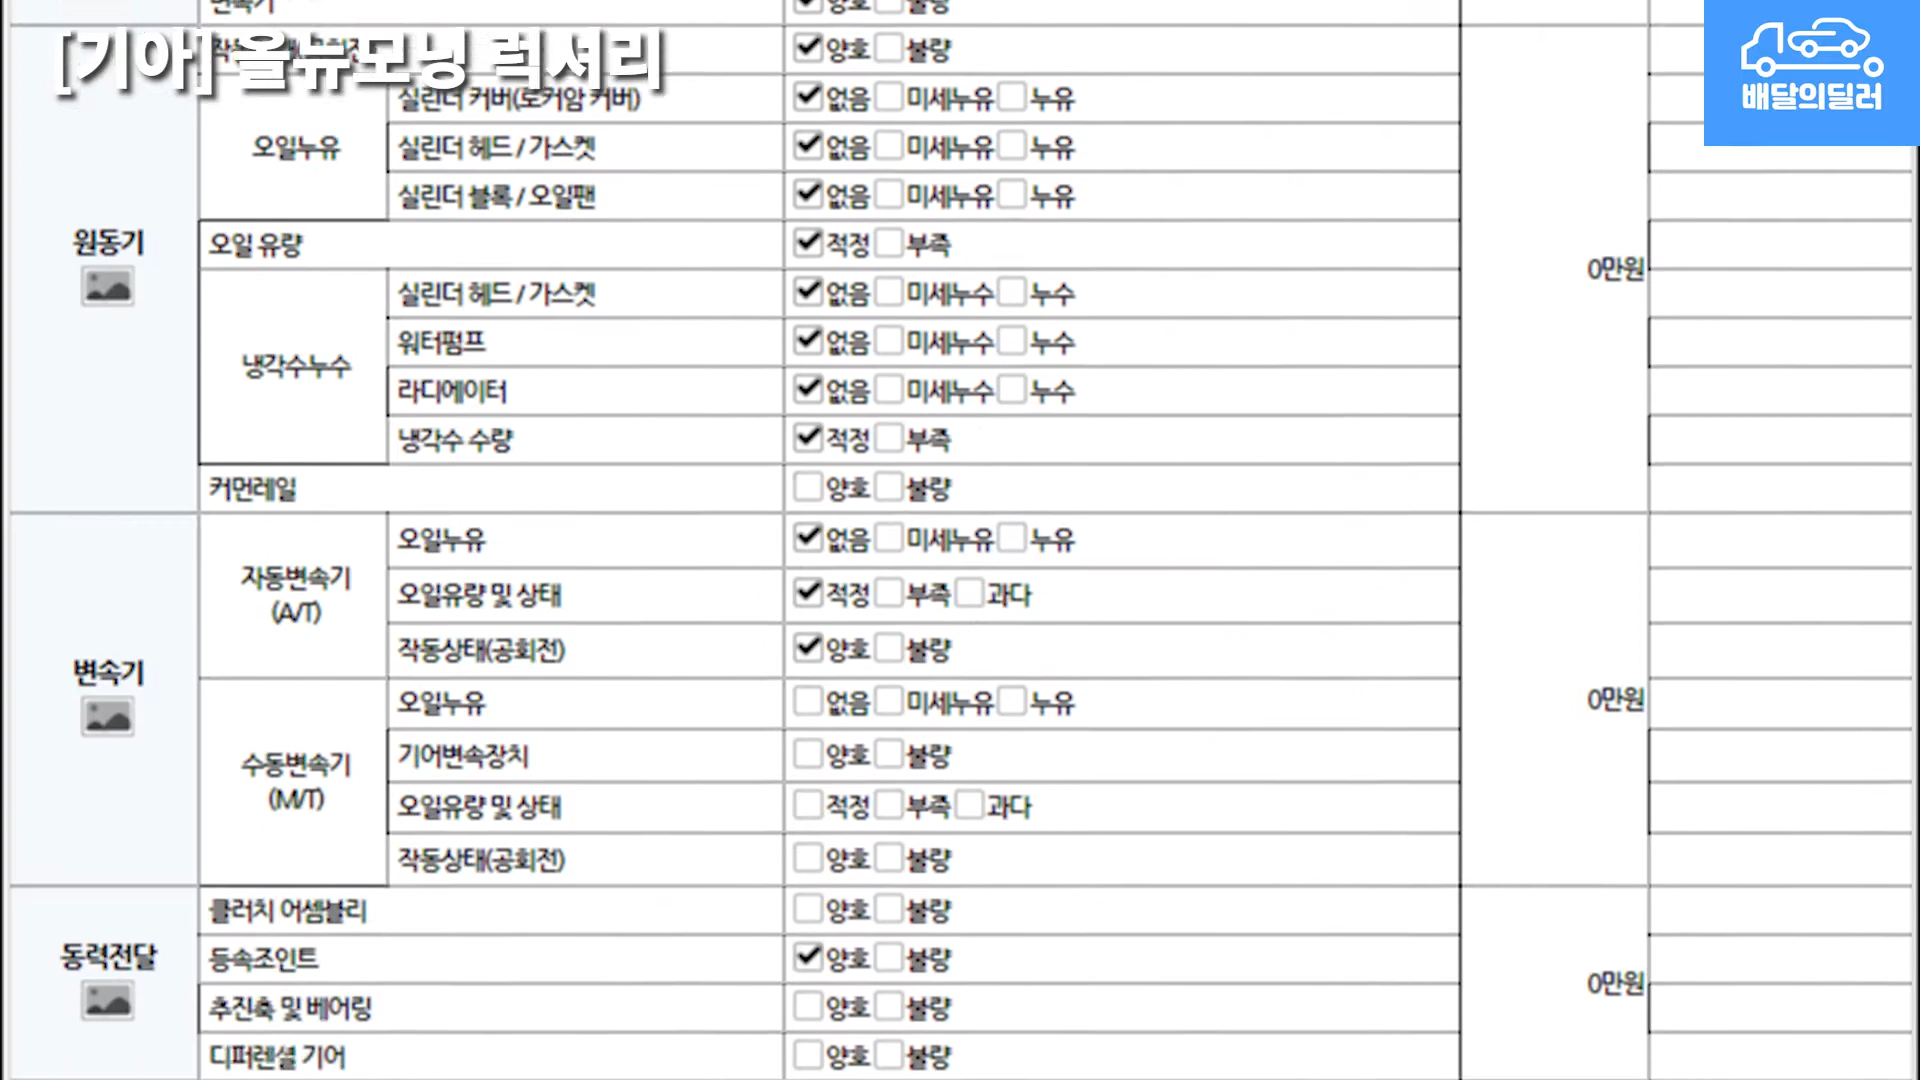 변속기 양호 불량
[기아] 올뉴모닝 럭셔리
배달의딜러
양호 불량
실린더 커버(로커암 커버) 없음 미세누유 누유
오일누유 실린더 헤드 / 가스켓 없음 미세누유 누유
실린더 블록 / 오일팬 없음 미세누유 누유
원동기 오일 유량 적정 부족 0만원
실린더 헤드 / 가스켓 없음 미세누수 누수
워터펌프 없음 미세누수 누수
냉각수누수
라디에이터 없음 미세누수 누수
냉각수 수량 적정 부족
커먼레일 양호 불량
오일누유 없음 미세누유 누유
자동변속기
(A/T)
오일유량 및 상태 적정 부족 과다
작동상태(공회전) 양호 불량
변속기 0만원
오일누유 없음 미세누유 누유
기어변속장치 양호 불량
수동변속기
(M/T)
오일유량 및 상태 적정 부족 과다
작동상태(공회전) 양호 불량
클러치 어셈블리 양호 불량
동력전달 등속조인트 양호 불량 0만원
추진축 및 베어링 양호 불량
디퍼렌셜 기어 양호 불량